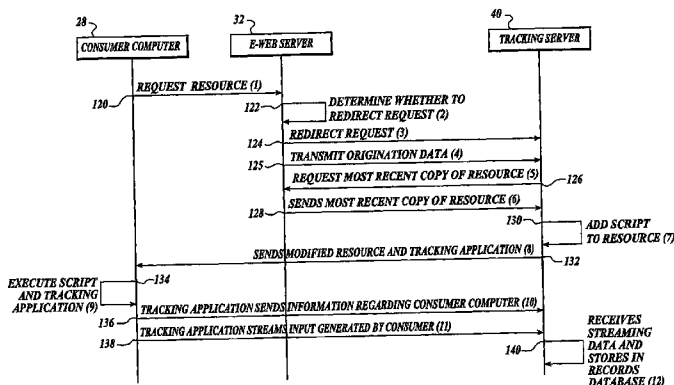 28
32
40
CONSUMER COMPUTER
E-WEB SERVER
TRACKING SERVER
REQUEST RESOURCE (1)
120
122
DETERMINE WHETHER TO
REDIRECT REQUEST (2)
REDIRECT REQUEST (3)
124
TRANSMIT ORIGINATION DATA (4)
125
REQUEST MOST RECENT COPY OF RESOURCE (5)
126
SENDS MOST RECENT COPY OF RESOURCE (6)
128
130
ADD SCRIPT
TO RESOURCE (7)
SENDS MODIFIED RESOURCE AND TRACKING APPLICATION (8)
132
134
EXECUTE SCRIPT
AND TRACKING
APPLICATION (9)
TRACKING APPLICATION SENDS INFORMATION REGARDING CONSUMER COMPUTER (10)
136
TRACKING APPLICATION STREAMS INPUT GENERATED BY CONSUMER (11)
138
140
RECEIVES
STREAMING
DATA AND
STORES IN
RECORDS
DATABASE (12)